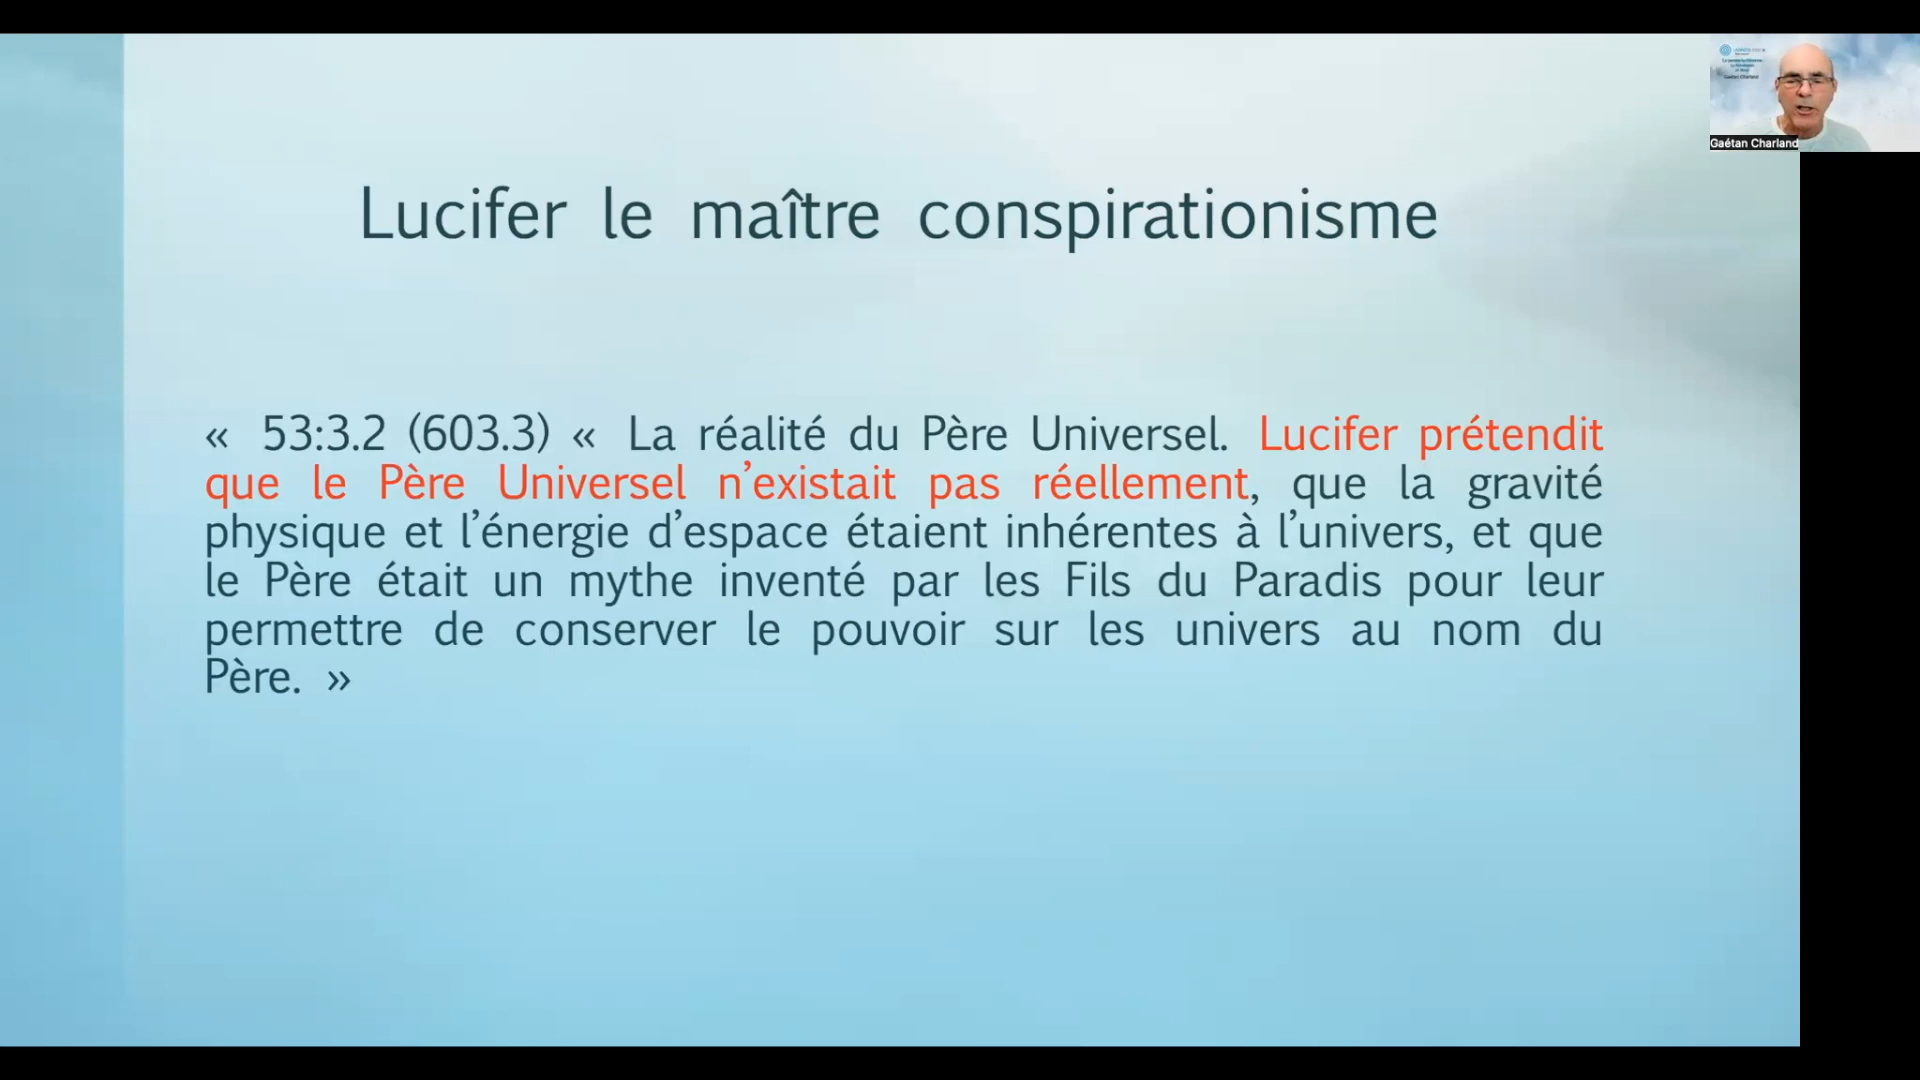 Lucifer le maître conspirationisme
« 53:3.2 (603.3) « La réalité du Père Universel. Lucifer prétendit
que le Père Universel n’existait pas réellement, que la gravité
physique et l’énergie d’espace étaient inhérentes à l’univers, et que
le Père était un mythe inventé par les Fils du Paradis pour leur
permettre de conserver le pouvoir sur les univers au nom du
Père. »
Gaétan Charland